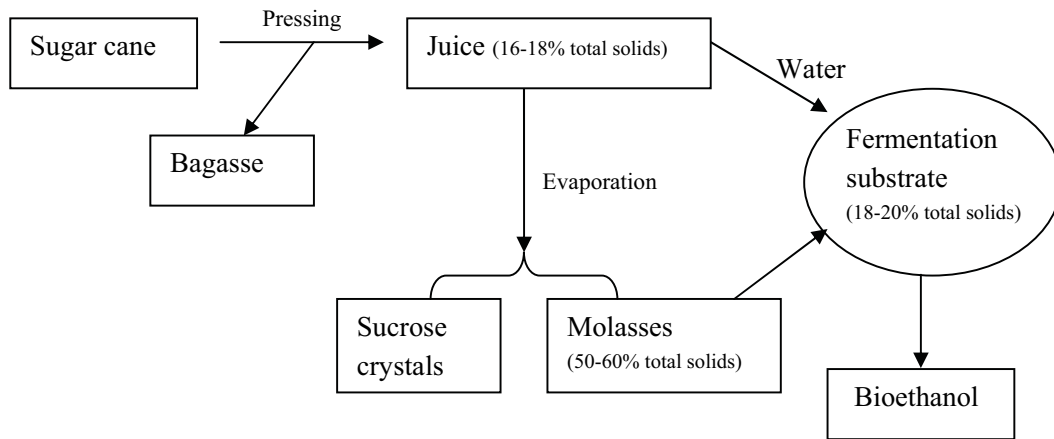 Pressing
Sugar cane
Juice (16-18% total solids)
Water
Bagasse
Fermentation
substrate
(18-20% total solids)
Evaporation
Sucrose
crystals
Molasses
(50-60% total solids)
Bioethanol